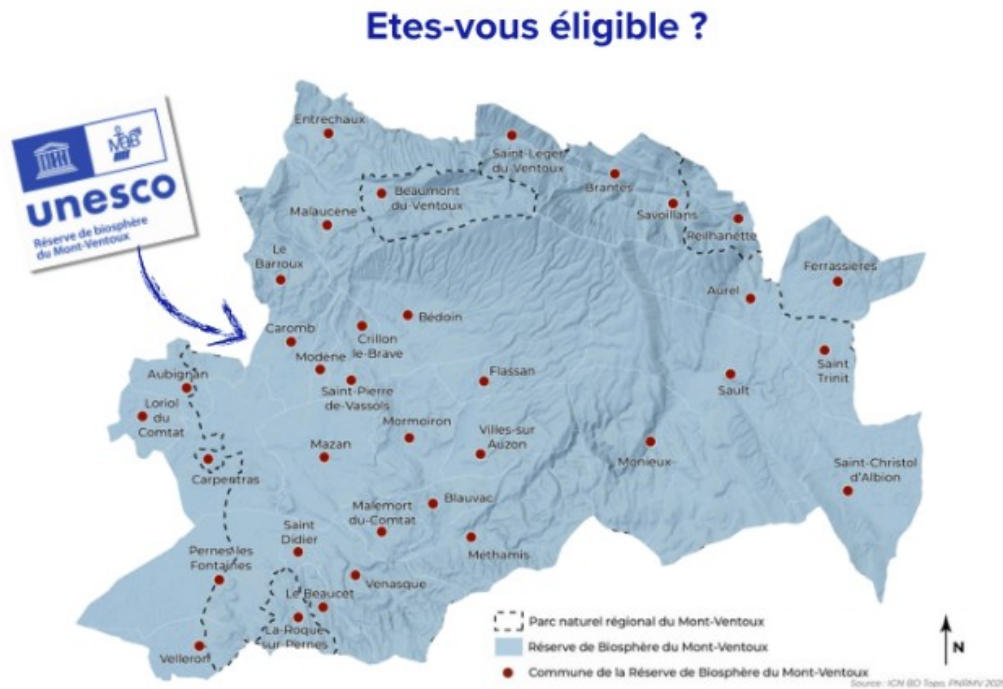 Etes-vous éligible ?
unesco
Réserve de biosphère
du Mont-Ventoux
Entrechaux
Saint-Leger
du-Ventoux
Brantes
Beaumont
du-Ventoux
Savoillans
Malaucène
Reilhanette
Le
Barroux
Ferrassières
Aurel
Bédoin
Caromb
Crillon
le-Brave
Modène
Saint
Trinit
Aubignan
Flassan
Saint-Pierre
de-Vassols
Sault
Loriol
du
Comtat
Mormoiron
Villes-sur
Auzon
Mazan
Monieux
Saint-Christol
d'Albion
Carpentras
Blauvac
Malemort
du-Comtat
Saint
Didier
Méthamis
Pernes-les
Fontaines
Venasque
Le Beaucet
La-Roque
sur-Pernes
Velleron
Parc naturel régional du Mont-Ventoux
Réserve de Biosphère du Mont-Ventoux
Commune de la Réserve de Biosphère du Mont-Ventoux
N